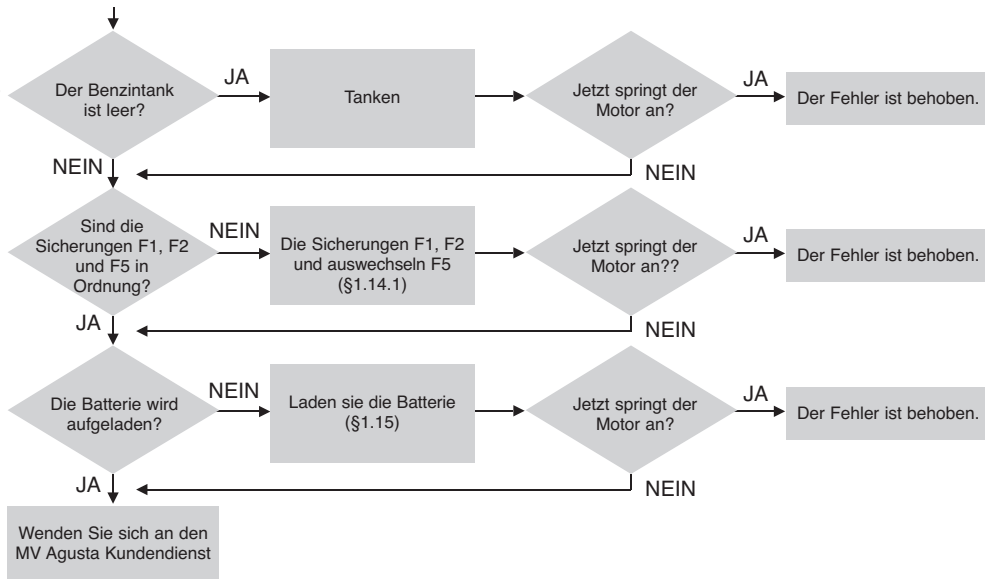 Der Benzintank
ist leer?
JA
Tanken
Jetzt springt der
Motor an?
JA
Der Fehler ist behoben.
NEIN
NEIN
Sind die
Sicherungen F1, F2
und F5 in
Ordnung?
NEIN
Die Sicherungen F1, F2
und auswechseln F5
(§1.14.1)
Jetzt springt der
Motor an??
JA
Der Fehler ist behoben.
JA
NEIN
Die Batterie wird
aufgeladen?
NEIN
Laden sie die Batterie
(§1.15)
Jetzt springt der
Motor an?
JA
Der Fehler ist behoben.
JA
NEIN
Wenden Sie sich an den
MV Agusta Kundendienst